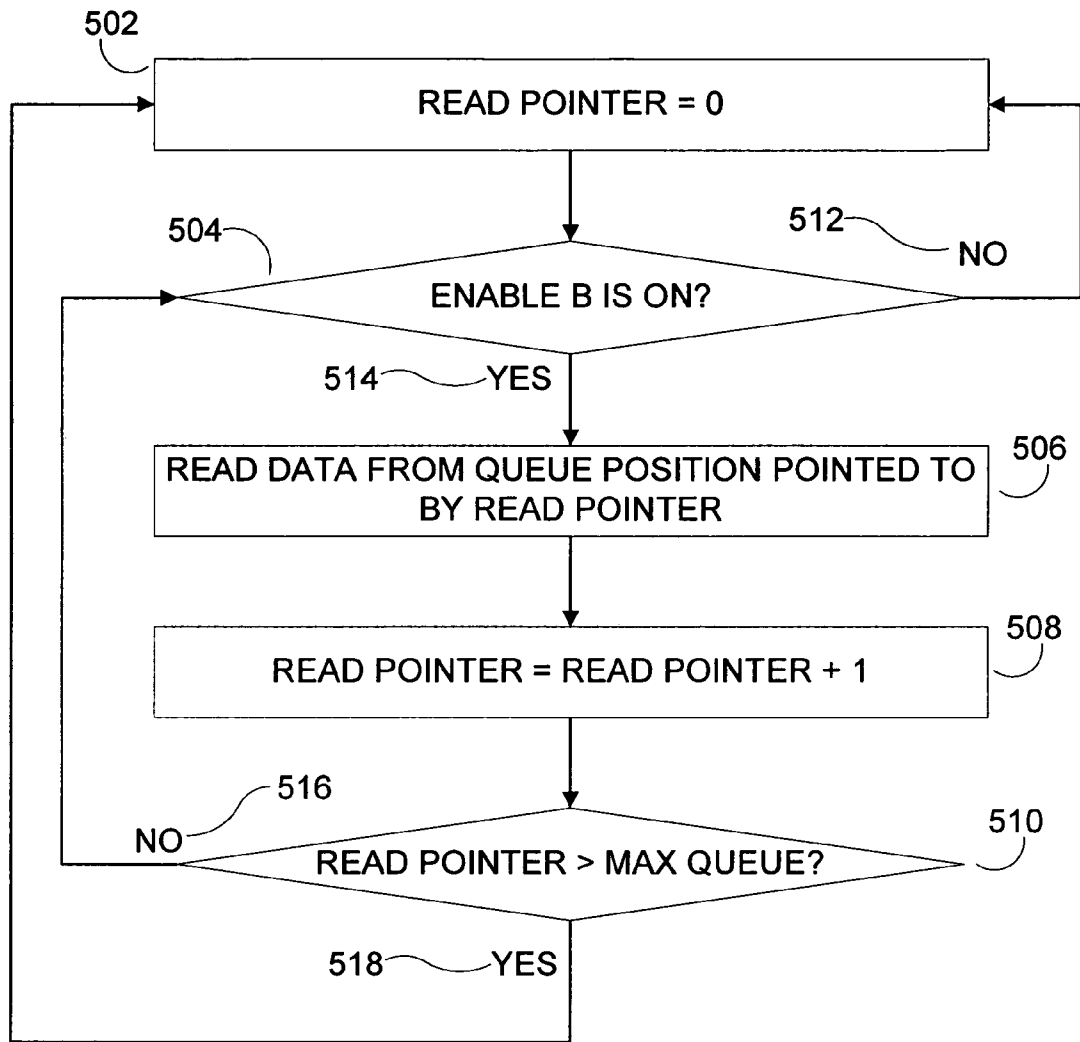 502
READ POINTER = 0
504
512
NO
ENABLE B IS ON?
514
YES
READ DATA FROM QUEUE POSITION POINTED TO
BY READ POINTER
506
508
READ POINTER = READ POINTER + 1
516
NO
510
READ POINTER > MAX QUEUE?
518
YES